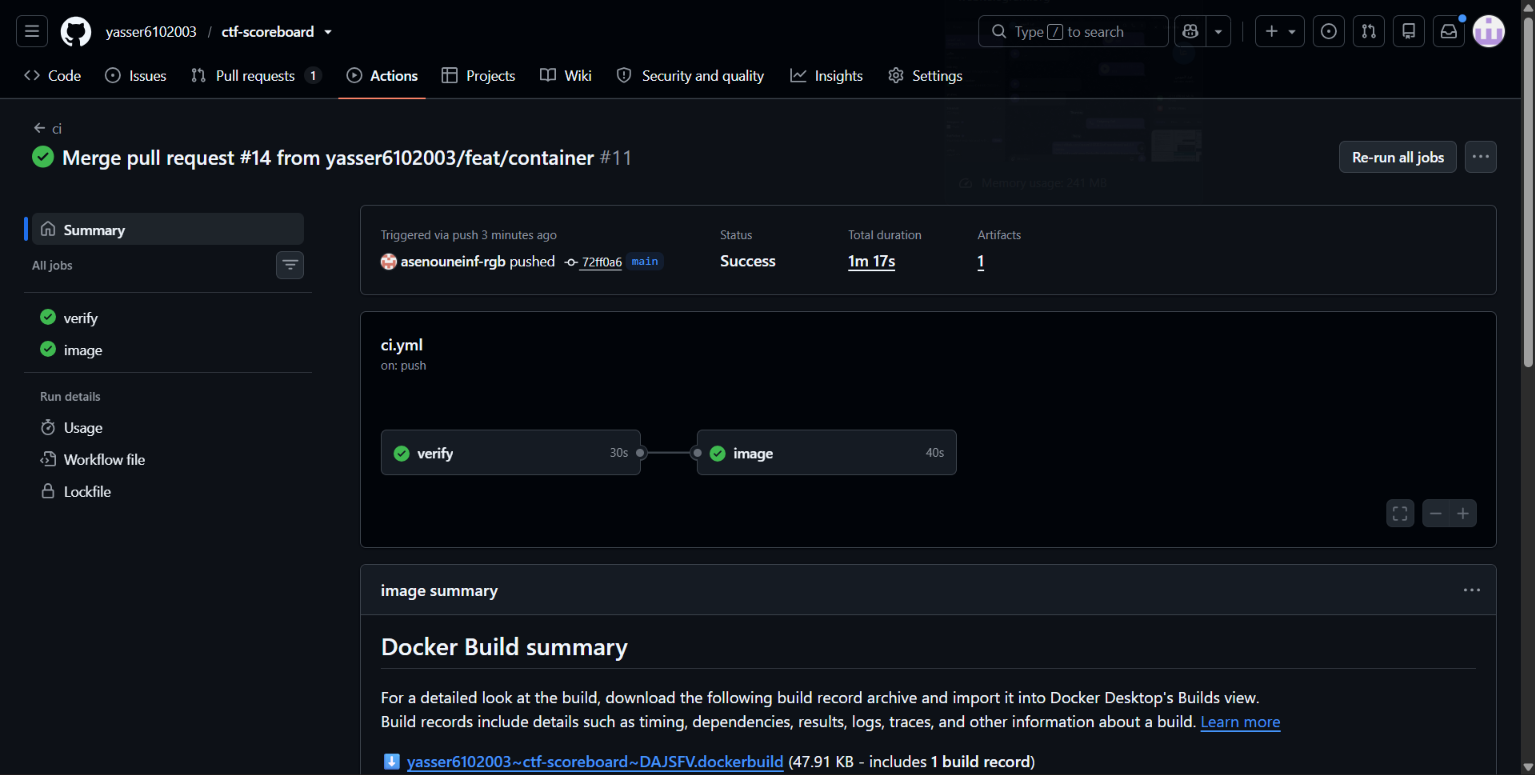 yasser6102003 / ctf-scoreboard
Type / to search
Code
Issues
Pull requests 1
Actions
Projects
Wiki
Security and quality
Insights
Settings
ci
Merge pull request #14 from yasser6102003/feat/container #11
Re-run all jobs
Memory usage: 241 MB
Summary
All jobs
verify
image
Run details
Usage
Workflow file
Lockfile
Triggered via push 3 minutes ago
asenouneinf-rgb pushed 72ff0a6 main
Status
Success
Total duration
1m 17s
Artifacts
1
ci.yml
on: push
verify 30s
image 40s
image summary
Docker Build summary
For a detailed look at the build, download the following build record archive and import it into Docker Desktop's Builds view.
Build records include details such as timing, dependencies, results, logs, traces, and other information about a build. Learn more
yasser6102003~ctf-scoreboard~DAJSFV.dockerbuild (47.91 KB - includes 1 build record)